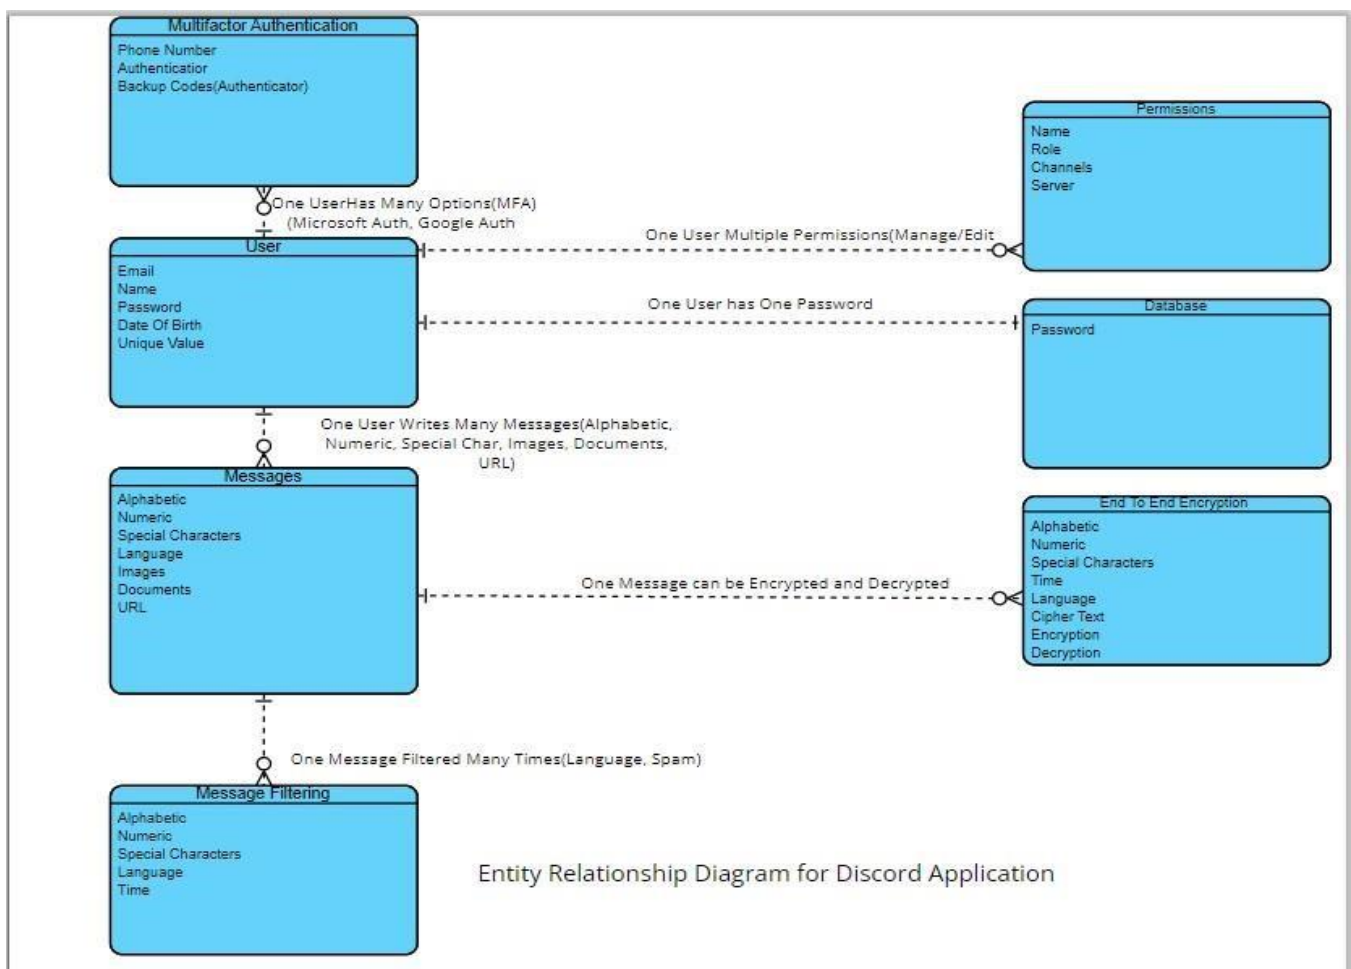 Multifactor Authentication
Phone Number
Authenticatior
Backup Codes(Authenticator)
Permissions
Name
Role
Channels
Server
One UserHas Many Options(MFA)
(Microsoft Auth, Google Auth
One User Multiple Permissions(Manage/Edit
User
Email
Name
Password
Date Of Birth
Unique Value
One User has One Password
Database
Password
One User Writes Many Messages(Alphabetic,
Numeric, Special Char, Images, Documents,
URL)
Messages
Alphabetic
Numeric
Special Characters
Language
Images
Documents
URL
One Message can be Encrypted and Decrypted
End To End Encryption
Alphabetic
Numeric
Special Characters
Time
Language
Cipher Text
Encryption
Decryption
One Message Filtered Many Times(Language, Spam)
Message Filtering
Alphabetic
Numeric
Special Characters
Language
Time
Entity Relationship Diagram for Discord Application